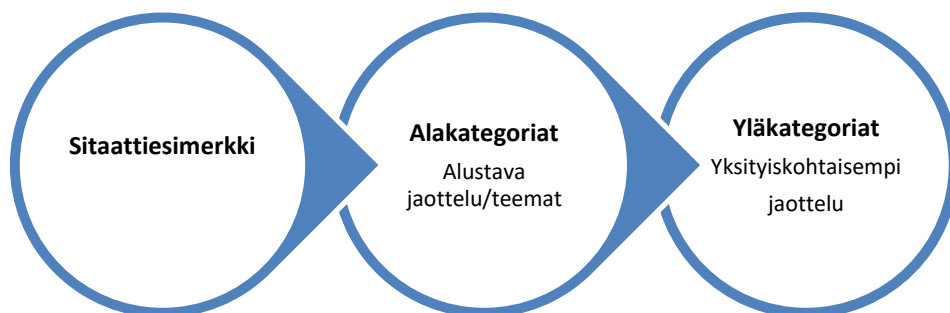 Sitaattiesimerkki
Alakategoriat
Alustava
jaottelu/teemat
Yläkategoriat
Yksityiskohtaisempi
jaottelu